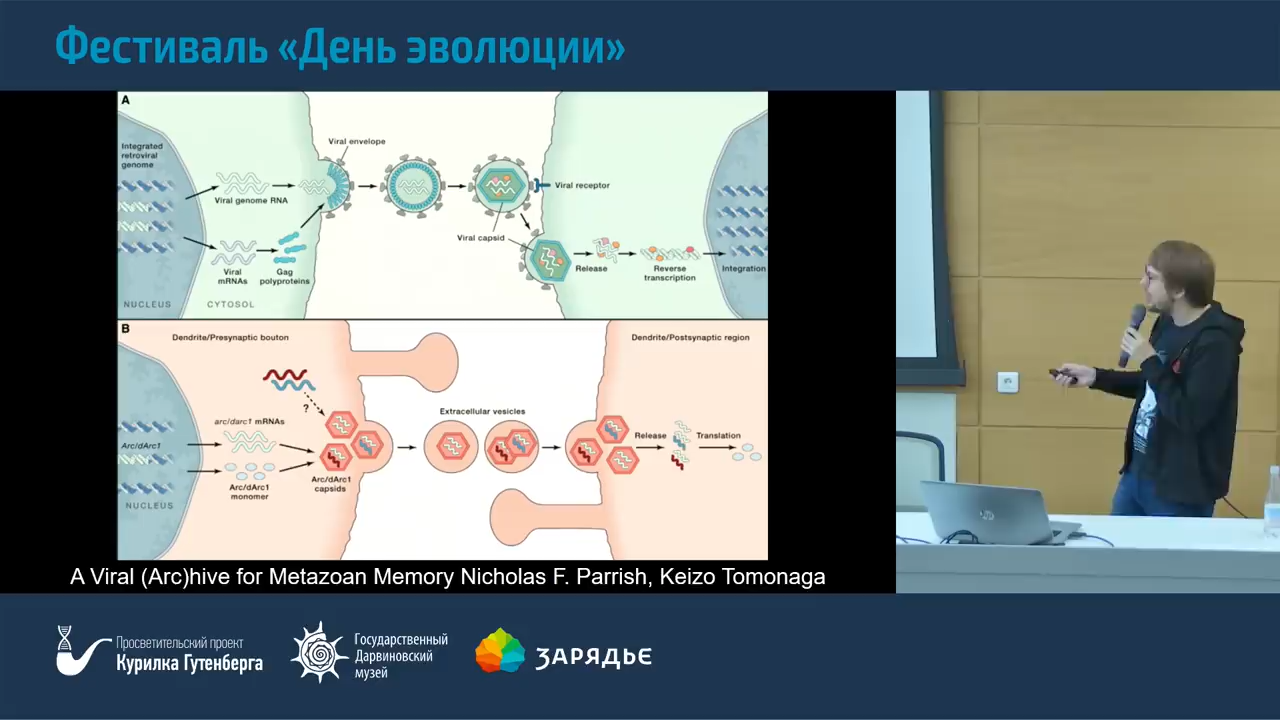 Фестиваль «День эволюции»
A
Integrated
retroviral
genome
Viral envelope
Viral genome RNA
Viral receptor
Viral capsid
Viral
mRNAs
Gag
polyproteins
Release
Reverse
transcription
Integration
NUCLEUS
CYTOSOL
B
Dendrite/Presynaptic bouton
Dendrite/Postsynaptic region
?
arc/darc1 mRNAs
Extracellular vesicles
Arc/dArc1
Release
Translation
Arc/dArc1
monomer
Arc/dArc1
capsids
NUCLEUS
A Viral (Arc)hive for Metazoan Memory Nicholas F. Parrish, Keizo Tomonaga
Просветительский проект
Курилка Гутенберга
Государственный
Дарвиновский
музей
ЗАРЯДЬЕ
hp